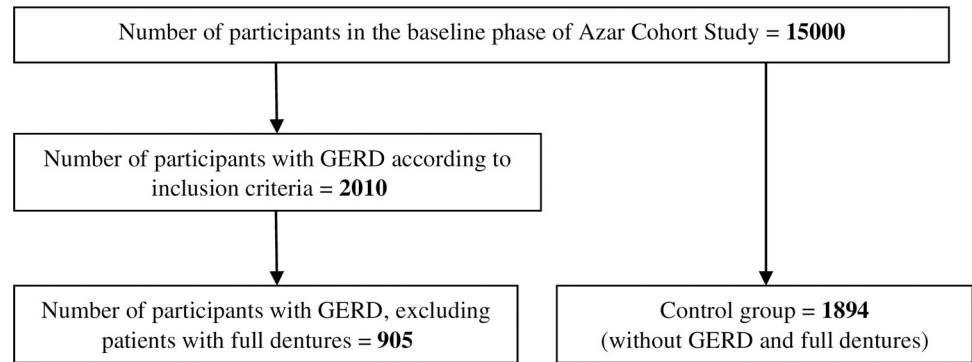 Number of participants in the baseline phase of Azar Cohort Study = 15000
Number of participants with GERD according to
inclusion criteria = 2010
Number of participants with GERD, excluding
patients with full dentures = 905
Control group = 1894
(without GERD and full dentures)